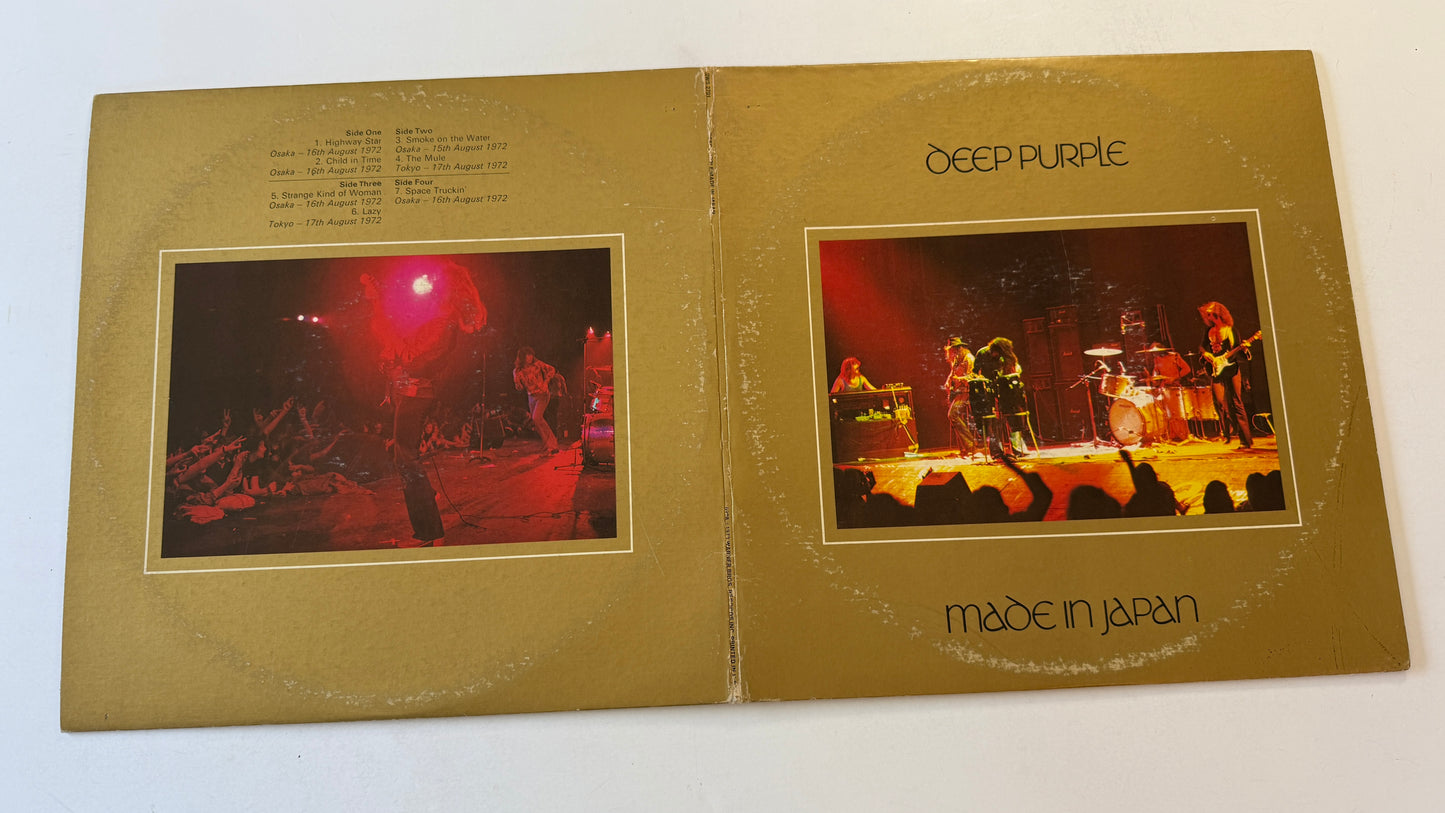 Side One
1. Highway Star
Osaka – 16th August 1972
2. Child in Time
Osaka – 16th August 1972
Side Two
3. Smoke on the Water
Osaka – 15th August 1972
4. The Mule
Tokyo – 17th August 1972
Side Three
5. Strange Kind of Woman
Osaka – 16th August 1972
6. Lazy
Tokyo – 17th August 1972
Side Four
7. Space Truckin'
Osaka – 16th August 1972
DEEP PURPLE
MADE IN JAPAN